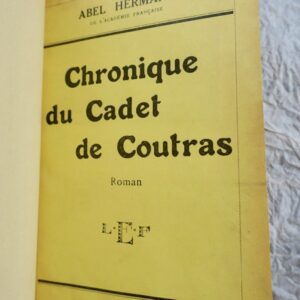 ABEL HERMA
DE L'ACADÉMIE FRANÇAISE
Chronique
du Cadet
de Coutras
Roman
L·E·F